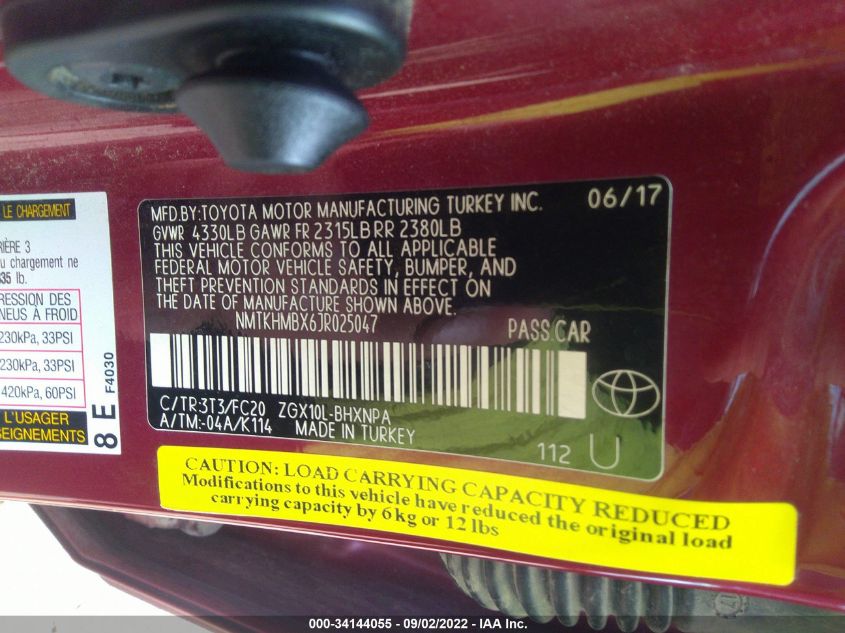 LE CHARGEMENT
IÈRE 3
u chargement ne
35 lb.
RESSION DES
NEUS À FROID
230kPa, 33PSI
230kPa, 33PSI
420kPa, 60PSI
L'USAGER
SEIGNEMENTS
8 E F4030
MFD.BY:TOYOTA MOTOR MANUFACTURING TURKEY INC. 06/17
GVWR 4330LB GAWR FR 2315LB RR 2380LB
THIS VEHICLE CONFORMS TO ALL APPLICABLE
FEDERAL MOTOR VEHICLE SAFETY, BUMPER, AND
THEFT PREVENTION STANDARDS IN EFFECT ON
THE DATE OF MANUFACTURE SHOWN ABOVE.
NMTKHMBX6JR025047 PASS.CAR
C/TR:3T3/FC20 ZGX10L-BHXNPA
A/TM:-04A/K114 MADE IN TURKEY
112 U
CAUTION: LOAD CARRYING CAPACITY REDUCED
Modifications to this vehicle have reduced the original load
carrying capacity by 6 kg or 12 lbs
000-34144055 - 09/02/2022 - IAA Inc.